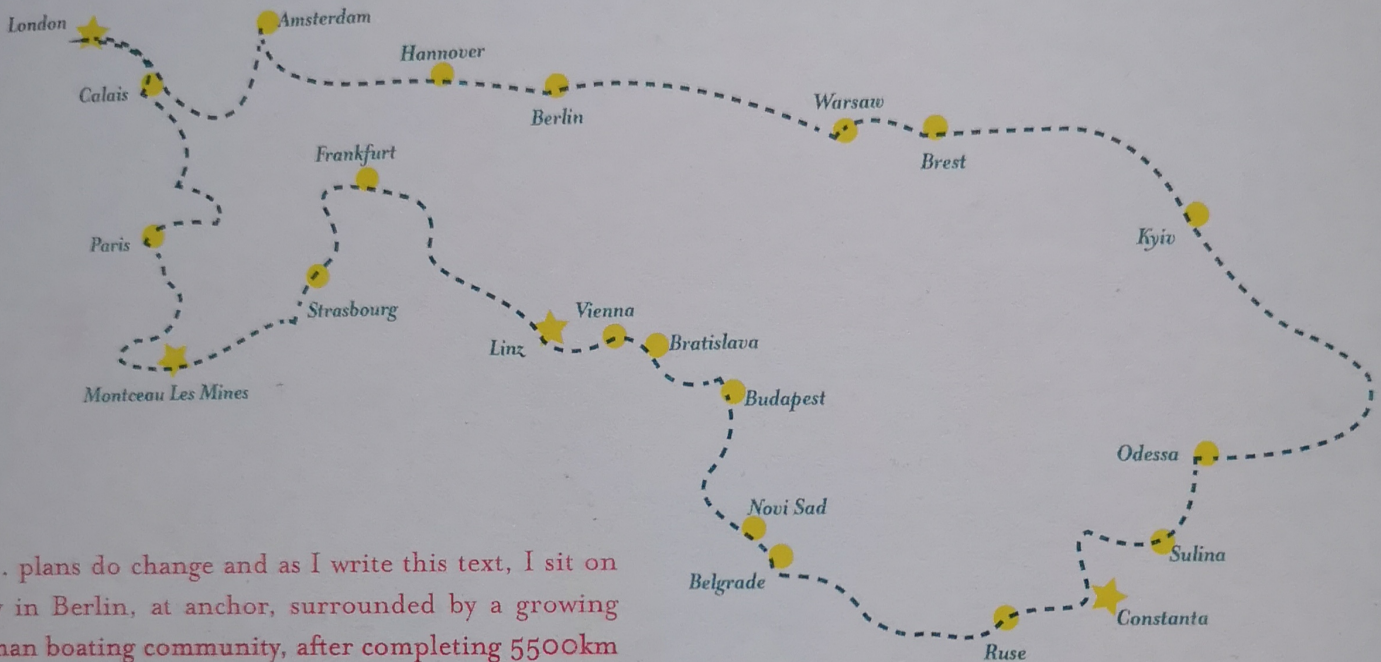 London
Amsterdam
Hannover
Calais
Berlin
Warsaw
Brest
Frankfurt
Paris
Kyiv
Strasbourg
Vienna
Linz
Bratislava
Montceau Les Mines
Budapest
Odessa
Novi Sad
Sulina
Belgrade
Constanta
Ruse
. plans do change and as I write this text, I sit on
in Berlin, at anchor, surrounded by a growing
boating community, after completing 5500km